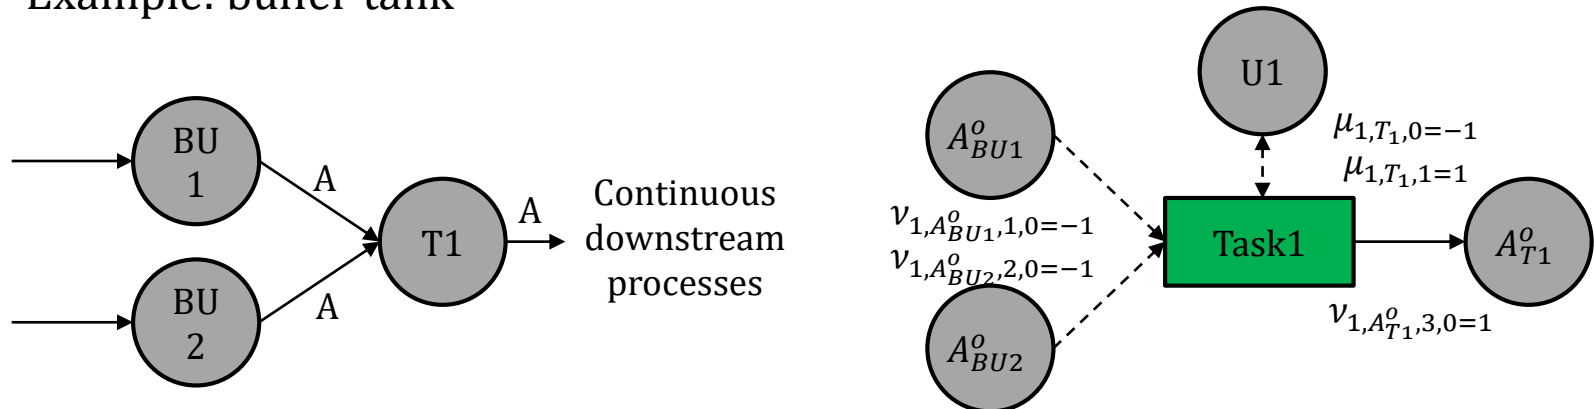 Example: buffer tank
BU
1
A
BU
2
A
T1
A
Continuous
downstream
processes
A^o_{BU1}
ν_{1,A^o_{BU1},1,0=-1}
ν_{1,A^o_{BU2},2,0=-1}
A^o_{BU2}
U1
μ_{1,T_1,0=-1}
μ_{1,T_1,1=1}
Task1
A^o_{T1}
ν_{1,A^o_{T1},3,0=1}